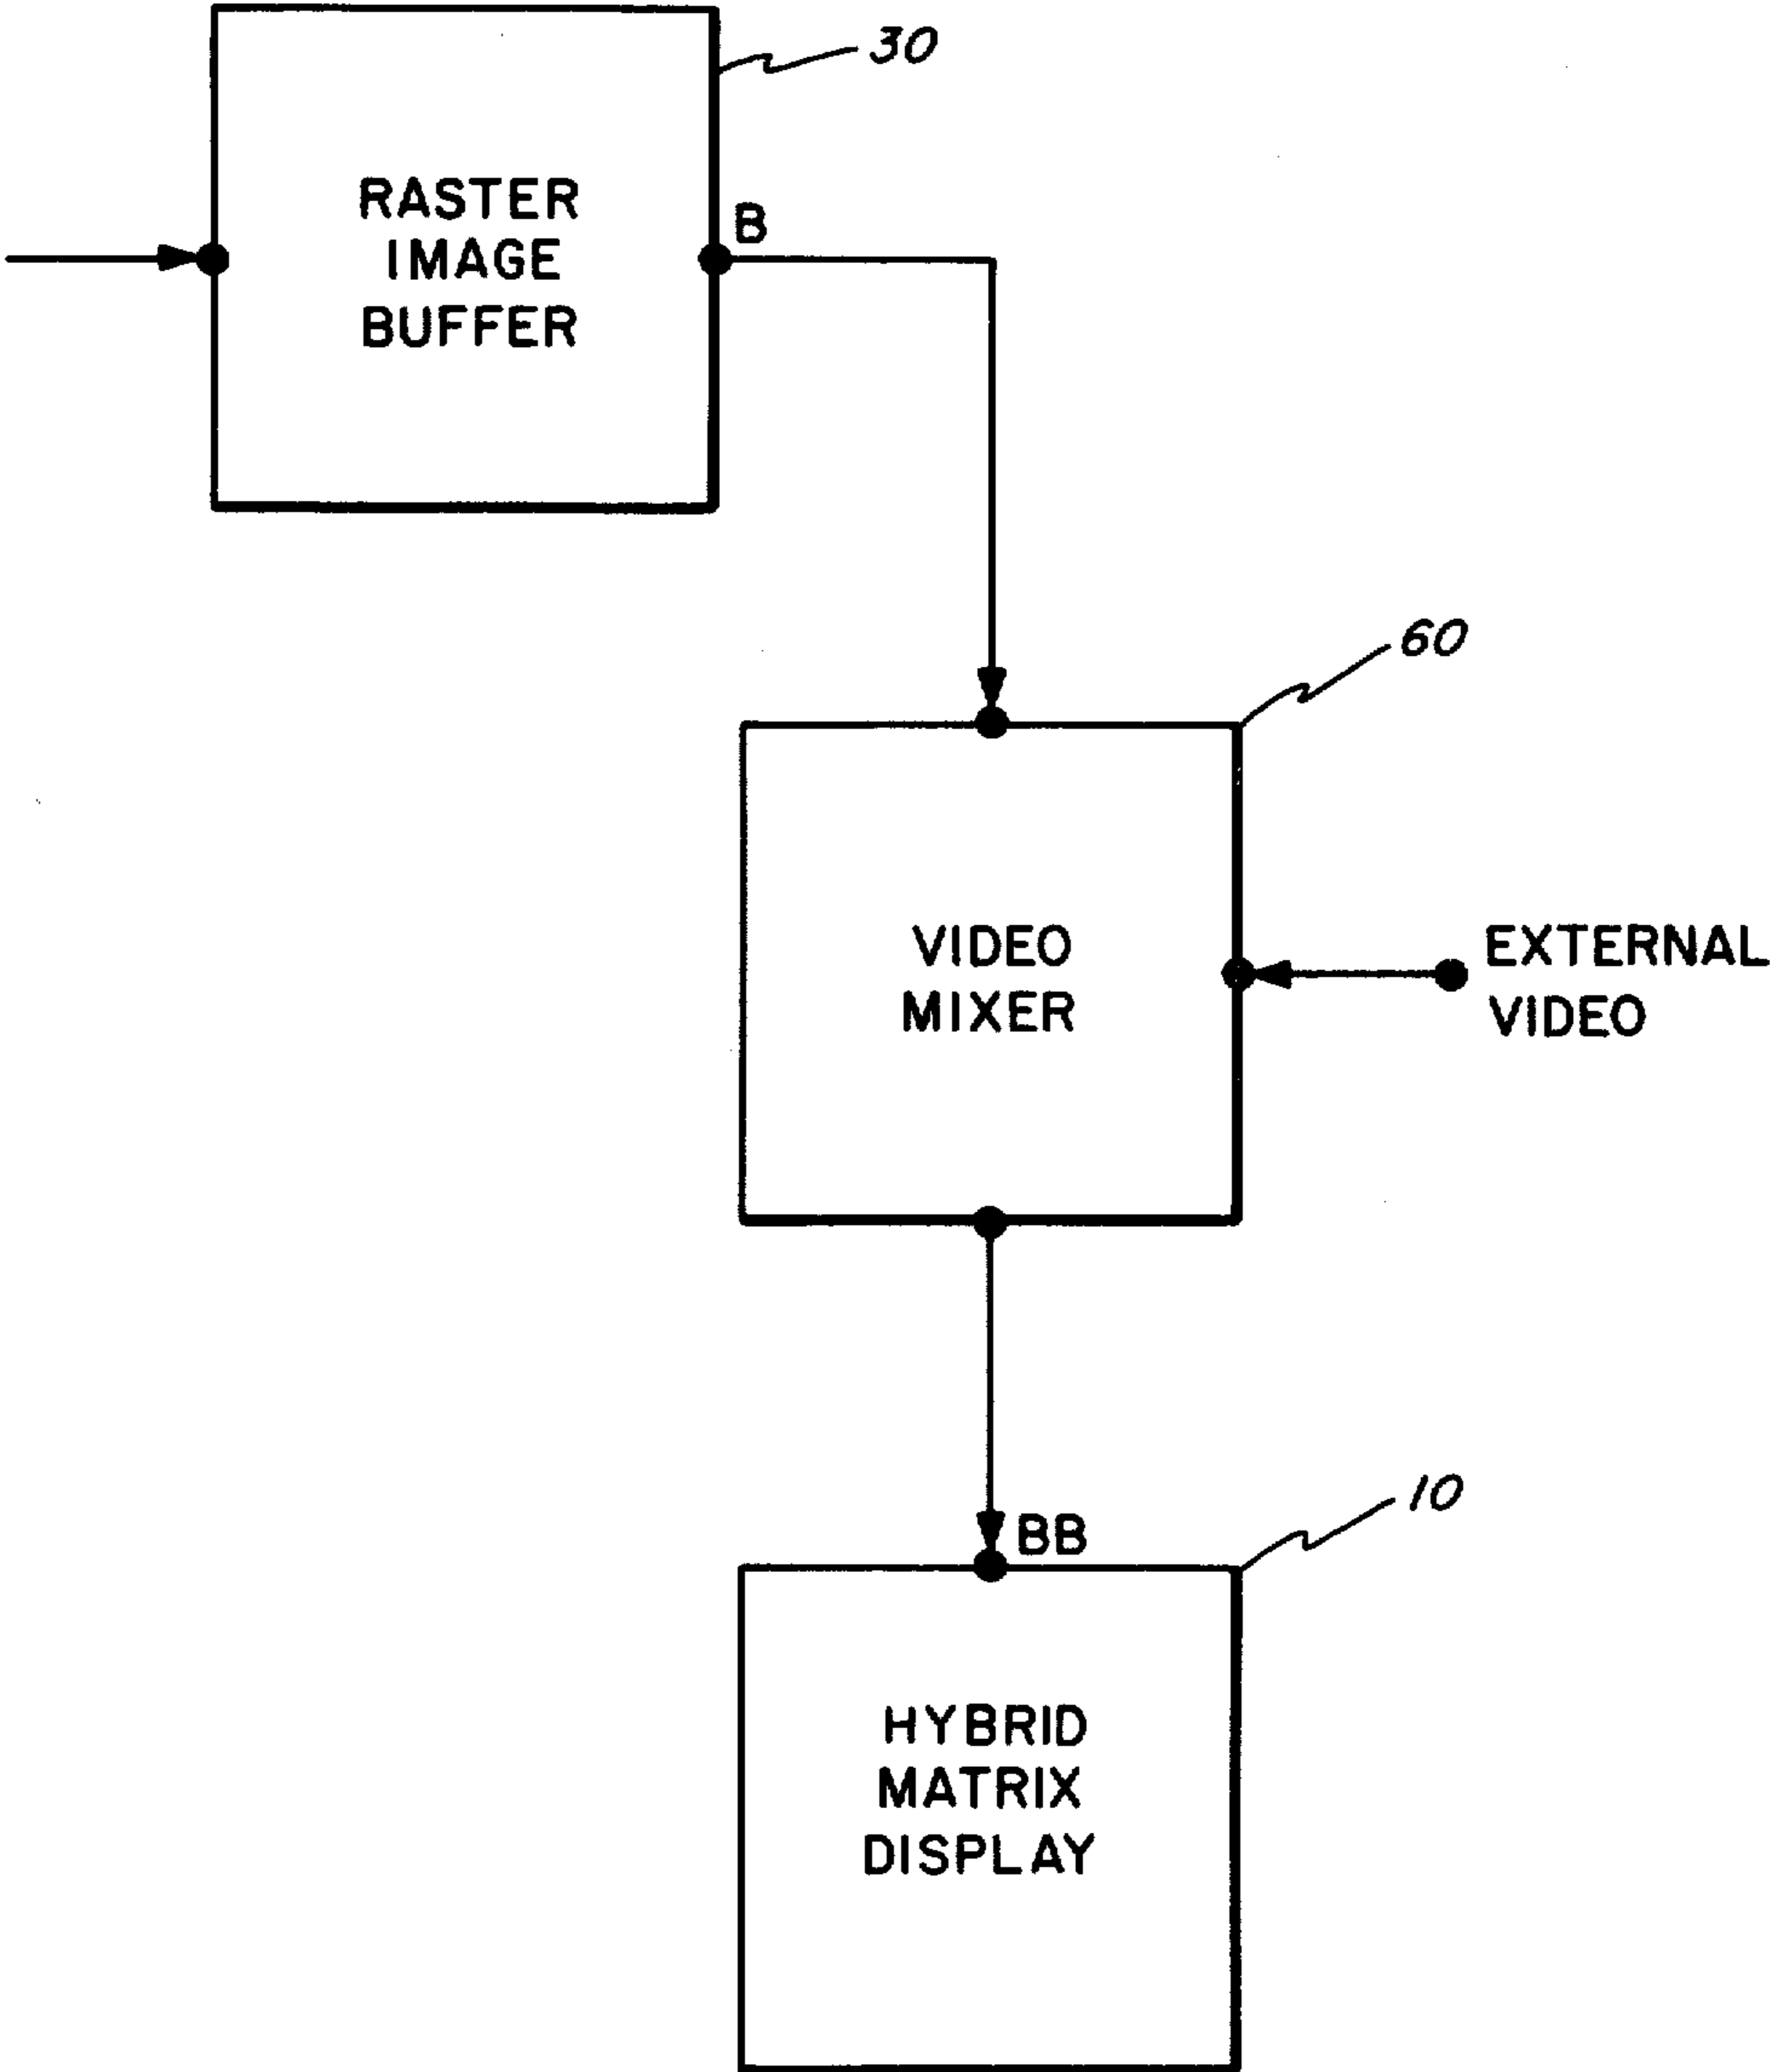 30
RASTER
IMAGE
BUFFER
B
60
VIDEO
MIXER
EXTERNAL
VIDEO
10
BB
HYBRID
MATRIX
DISPLAY